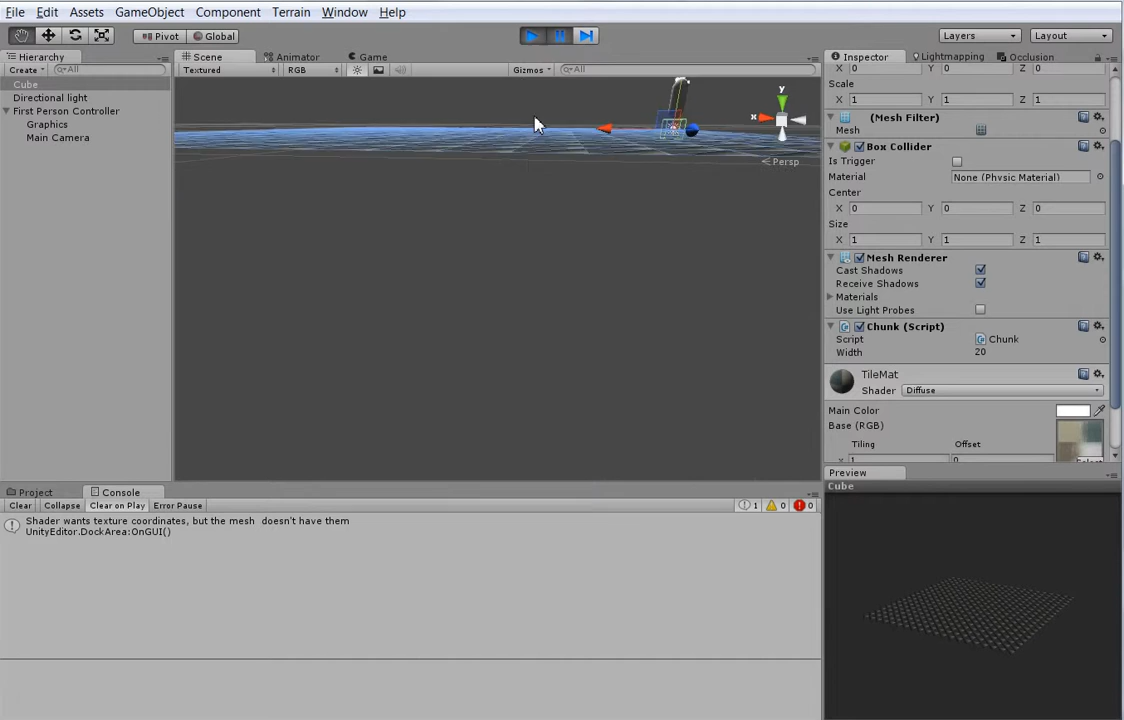 File Edit Assets GameObject Component Terrain Window Help
Pivot Global Layers Layout
Hierarchy Scene Animator Game Inspector Lightmapping Occlusion
Create All Textured RGB Gizmos All
X 0 Y 0 Z 0
Cube
Scale
Directional light
X 1 Y 1 Z 1
First Person Controller
(Mesh Filter)
Graphics
Mesh
Main Camera
y
x
Persp
Box Collider
Is Trigger
Material None (Physic Material)
Center
X 0 Y 0 Z 0
Size
X 1 Y 1 Z 1
Mesh Renderer
Cast Shadows
Receive Shadows
Materials
Use Light Probes
Chunk (Script)
Script Chunk
Width 20
TileMat
Shader Diffuse
Main Color
Base (RGB)
Tiling Offset
x 1 0
Select
Preview
Cube
Project Console
Clear Collapse Clear on Play Error Pause 1 0 0
Shader wants texture coordinates, but the mesh  doesn't have them
UnityEditor.DockArea:OnGUI()